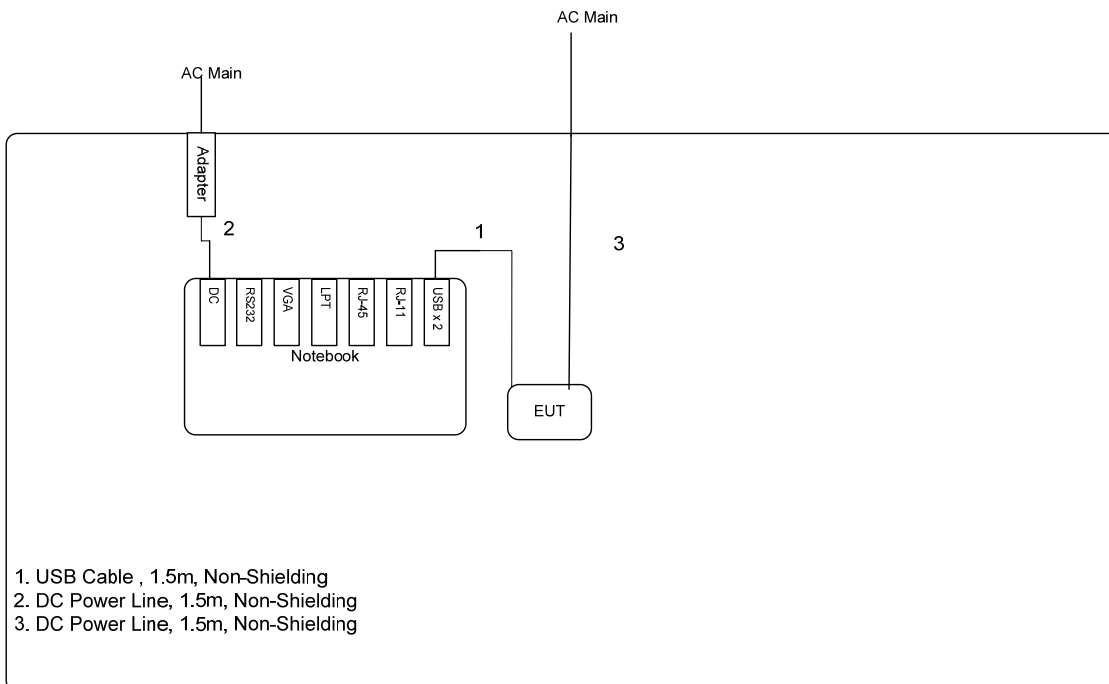 AC Main
AC Main
Adapter
2
1
3
DC
RS232
VGA
LPT
RJ-45
RJ-11
USB x 2
Notebook
EUT
1. USB Cable , 1.5m, Non-Shielding
2. DC Power Line, 1.5m, Non-Shielding
3. DC Power Line, 1.5m, Non-Shielding